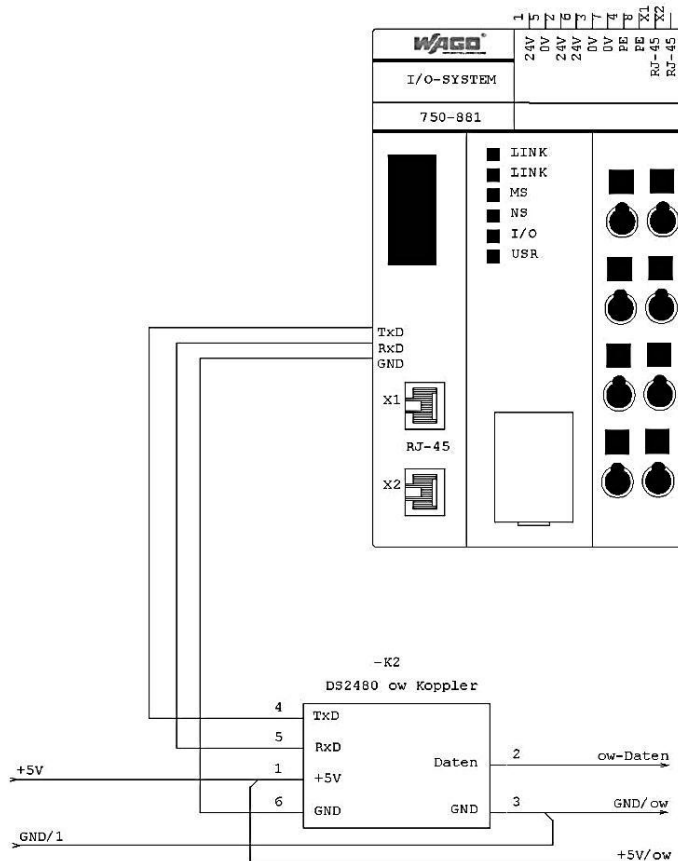 1 5 2 6 3 7 4 8 X1 X2
24V 0V 24V 24V 0V 0V PE PE RJ-45 RJ-45
WAGO
I/O-SYSTEM
750-881
LINK
LINK
MS
NS
I/O
USR
TxD
RxD
GND
X1
RJ-45
X2
-K2
DS2480 ow Koppler
4 TxD
5 RxD
Daten 2 ow-Daten
+5V 1 +5V
6 GND
GND 3 GND/ow
GND/1
+5V/ow